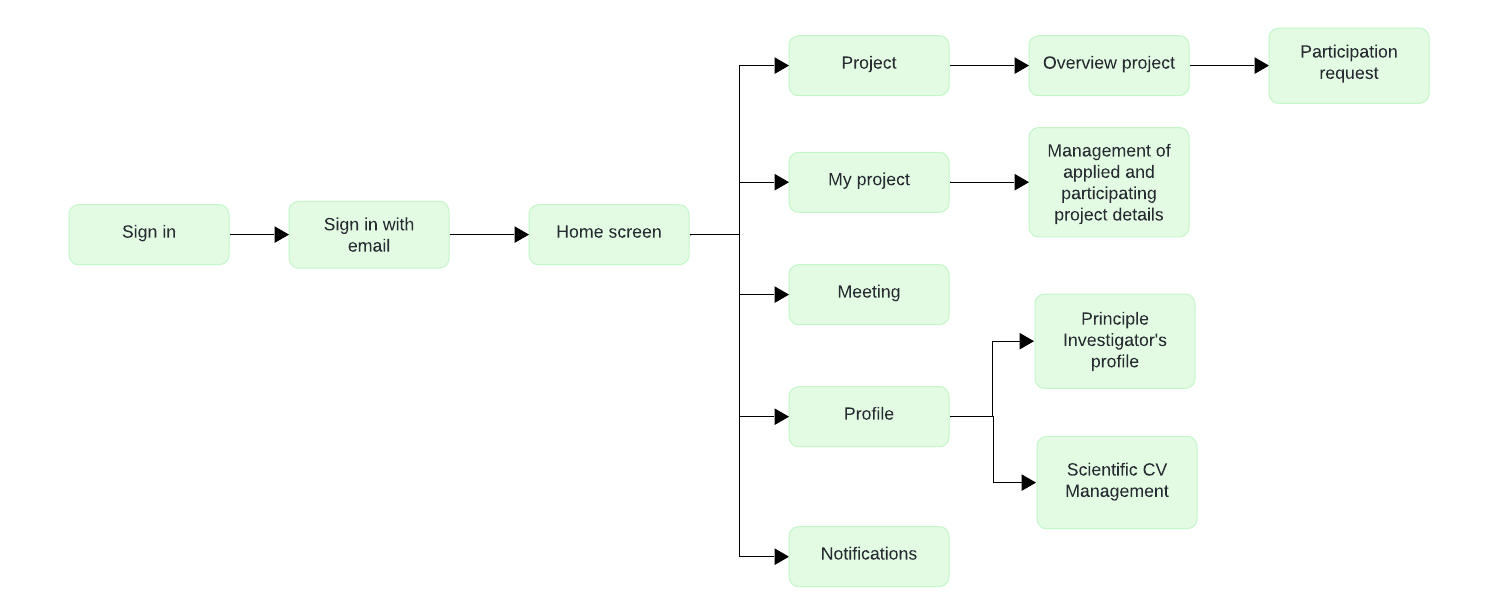 Sign in
Sign in with
email
Home screen
Project
Overview project
Participation
request
My project
Management of
applied and
participating
project details
Meeting
Profile
Principle
Investigator's
profile
Scientific CV
Management
Notifications